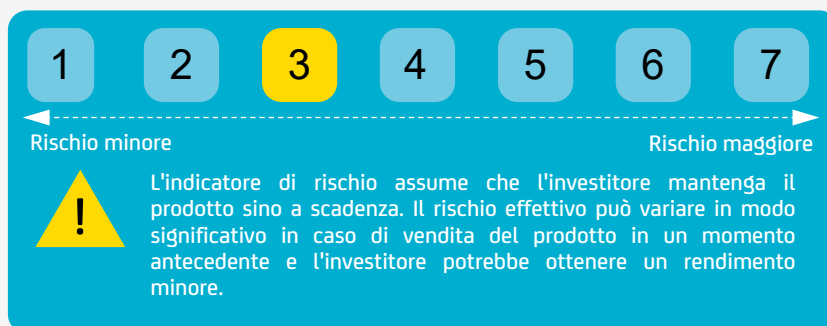 1 2 3 4 5 6 7
Rischio minore Rischio maggiore
!
L'indicatore di rischio assume che l'investitore mantenga il
prodotto sino a scadenza. Il rischio effettivo può variare in modo
significativo in caso di vendita del prodotto in un momento
antecedente e l'investitore potrebbe ottenere un rendimento
minore.